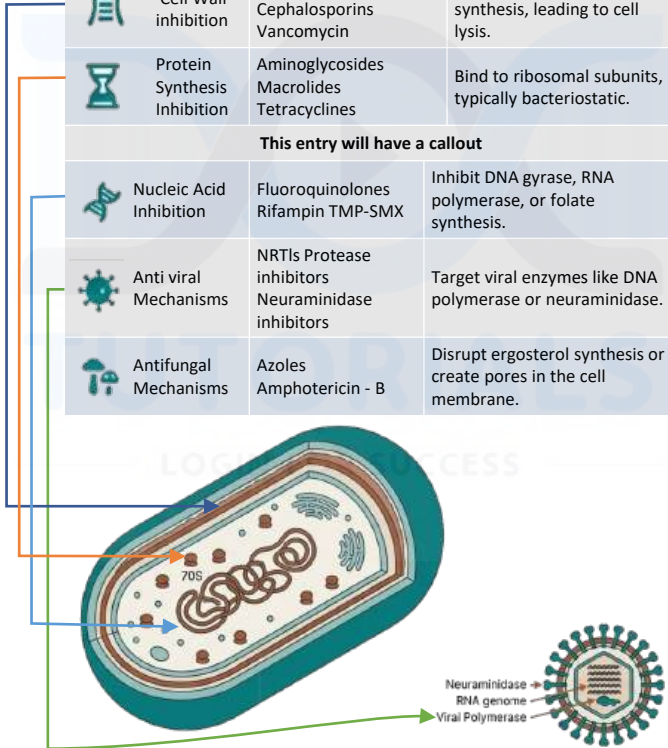 Cell Wall
inhibition
Cephalosporins
Vancomycin
synthesis, leading to cell
lysis.
Protein
Synthesis
Inhibition
Aminoglycosides
Macrolides
Tetracyclines
Bind to ribosomal subunits,
typically bacteriostatic.
This entry will have a callout
Nucleic Acid
Inhibition
Fluoroquinolones
Rifampin TMP-SMX
Inhibit DNA gyrase, RNA
polymerase, or folate
synthesis.
Anti viral
Mechanisms
NRTls Protease
inhibitors
Neuraminidase
inhibitors
Target viral enzymes like DNA
polymerase or neuraminidase.
Antifungal
Mechanisms
Azoles
Amphotericin - B
Disrupt ergosterol synthesis or
create pores in the cell
membrane.
TUTORIALS
SUCCESS
70S
Neuraminidase
RNA genome
Viral Polymerase